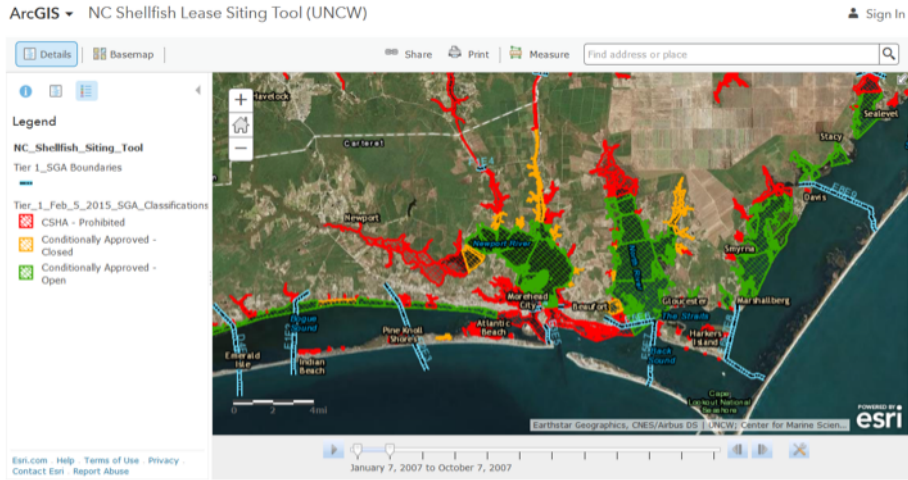 ArcGIS NC Shellfish Lease Siting Tool (UNCW) Sign In
Details Basemap Share Print Measure Find address or place
Legend
NC_Shellfish_Siting_Tool
Tier 1_SGA Boundaries
Tier_1_Feb_5_2015_SGA_Classifications
CSHA - Prohibited
Conditionally Approved -
Closed
Conditionally Approved -
Open
Esri.com . Help . Terms of Use . Privacy .
Contact Esri . Report Abuse
Havelock
Carteret
Sealevel
Stacy
Davis
Newport
Newport River
Smyrna
Morehead
City
Beaufort
Gloucester
Marshallberg
The Straits
Bogue
Sound
Pine Knoll
Shores
Atlantic
Beach
Harkers
Island
Emerald
Isle
Indian
Beach
Back
Sound
Cape
Lookout National
Seashore
0 2 4mi
Earthstar Geographics, CNES/Airbus DS | UNCW; Center for Marine Scien...
POWERED BY
esri
January 7, 2007 to October 7, 2007